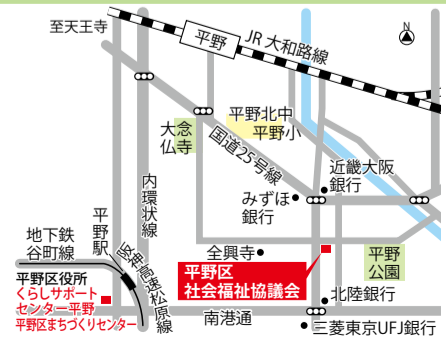 至天王寺
平野
JR 大和路線
N
平野北中
平野小
大念
仏寺
国道25号線
近畿大阪
銀行
みずほ
銀行
内環状線
平野駅
地下鉄
谷町線
阪神高速松原線
全興寺
平野
公園
平野区
社会福祉協議会
平野区役所
くらしサポート
センター平野
平野区まちづくりセンター
北陸銀行
南港通
三菱東京UFJ銀行